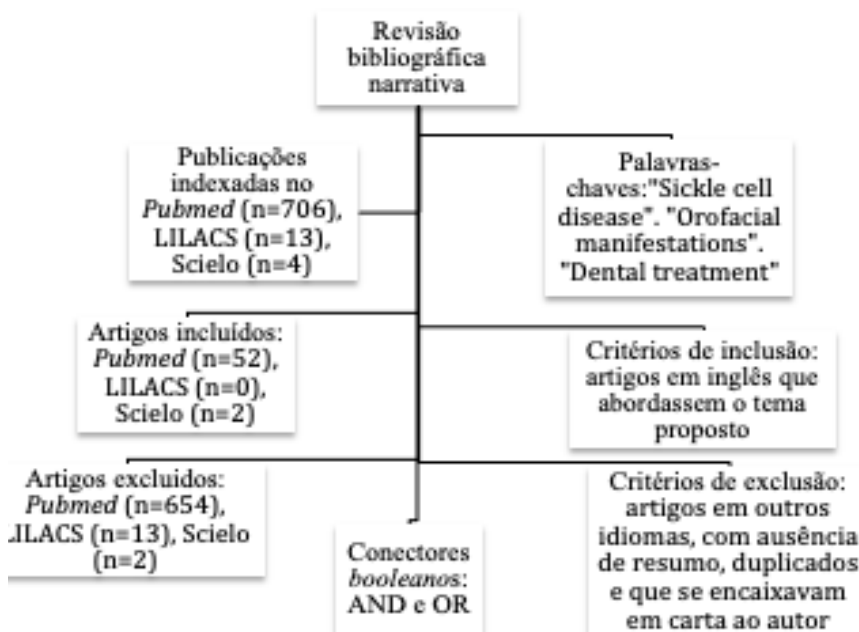 Revisão
bibliográfica
narrativa
Publicações
indexadas no
Pubmed (n=706),
LILACS (n=13),
Scielo (n=4)
Palavras-
chaves:"Sickle cell
disease". "Orofacial
manifestations".
"Dental treatment"
Artigos incluídos:
Pubmed (n=52),
LILACS (n=0),
Scielo (n=2)
Critérios de inclusão:
artigos em inglês que
abordassem o tema
proposto
Artigos excluidos:
Pubmed (n=654),
LILACS (n=13), Scielo
(n=2)
Conectores
booleanos:
AND e OR
Critérios de exclusão:
artigos em outros
idiomas, com ausência
de resumo, duplicados
e que se encaixavam
em carta ao autor